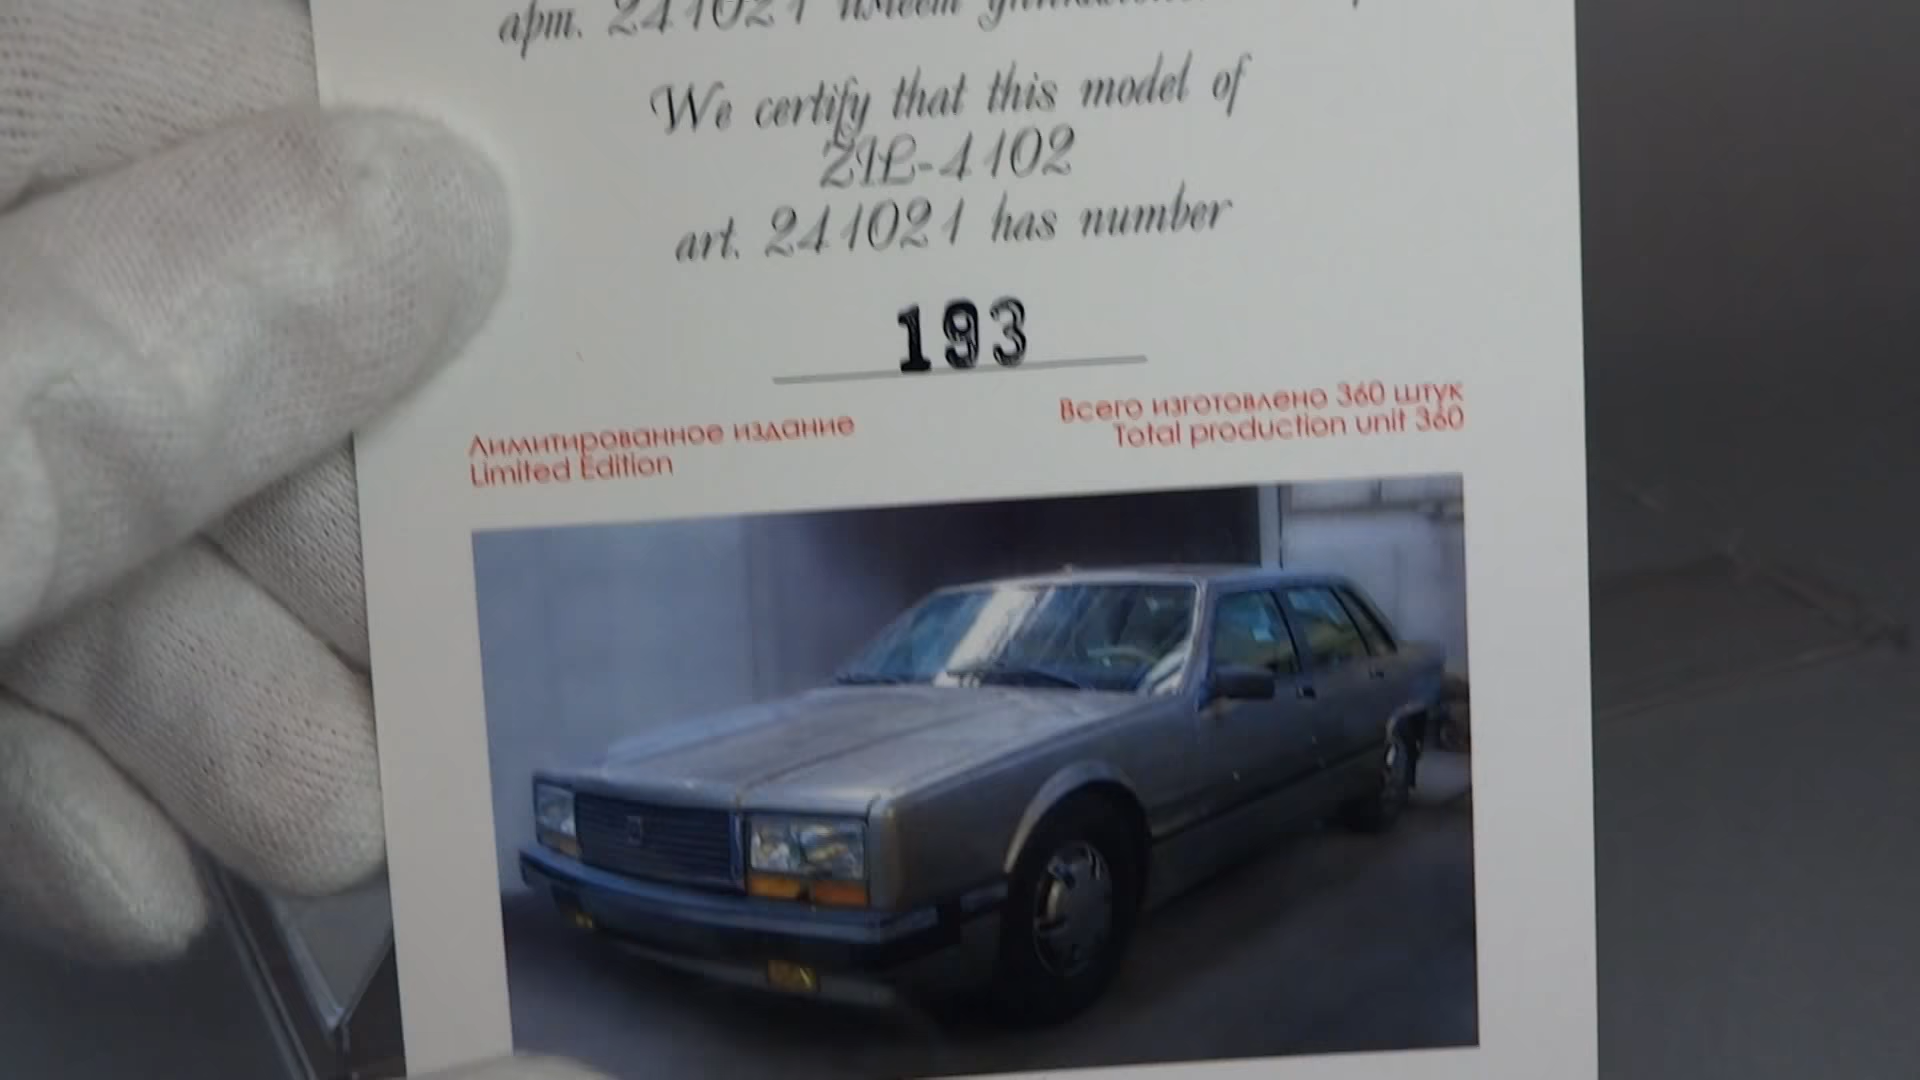 арт. 241021 имеет
We certify that this model of
ZIL-4102
art. 241021 has number
193
Лимитированное издание
Limited Edition
Всего изготовлено 360 штук
Total production unit 360